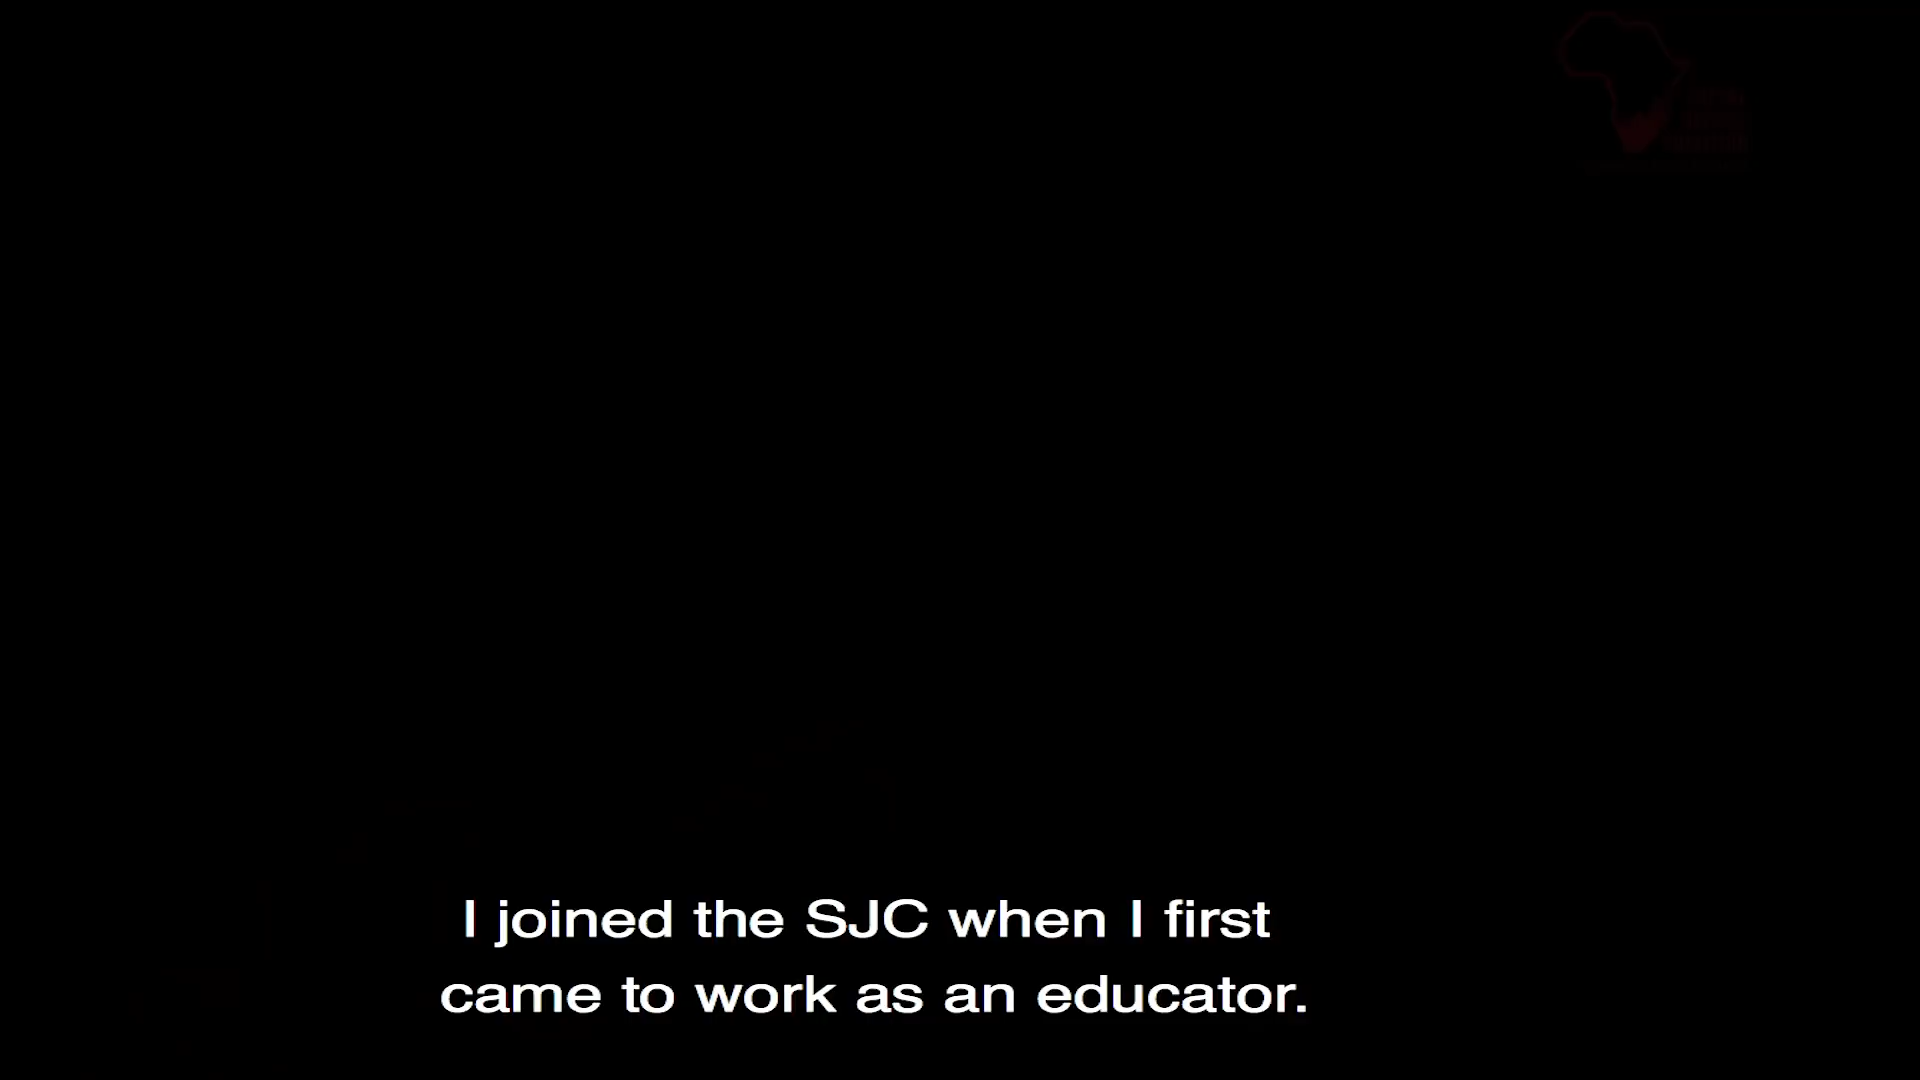 I joined the SJC when I first
came to work as an educator.